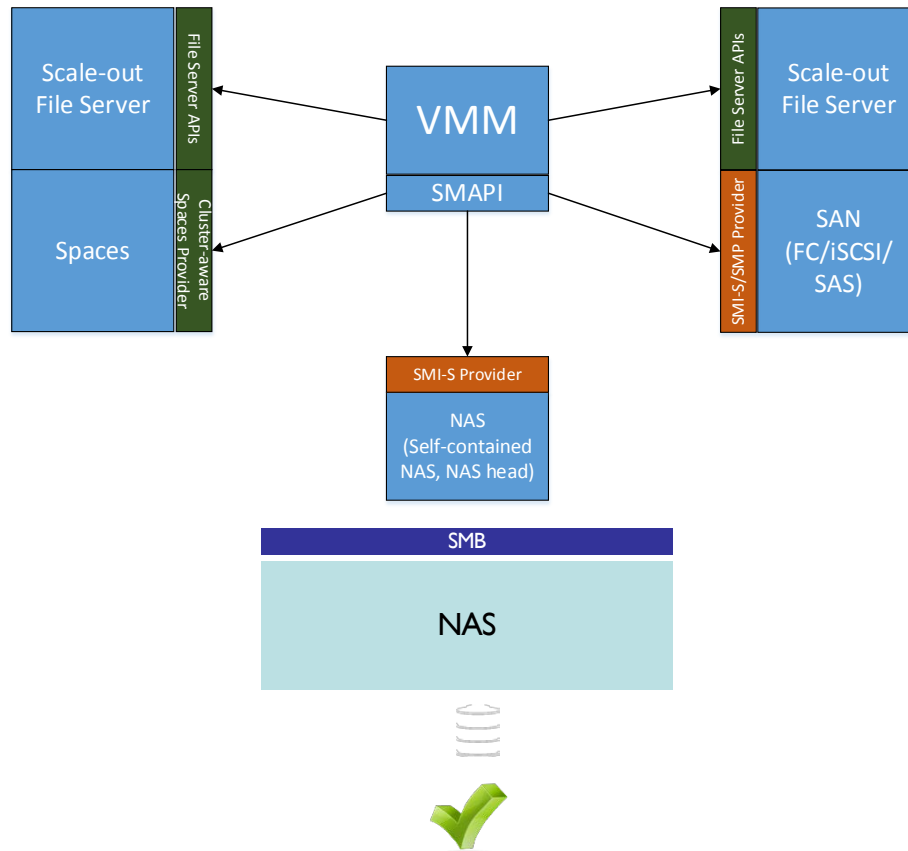 Scale-out
File Server
File Server APIs
Spaces
Cluster-aware
Spaces Provider
VMM
SMAPI
File Server APIs
Scale-out
File Server
SMI-S/SMP Provider
SAN
(FC/iSCSI/
SAS)
SMI-S Provider
NAS
(Self-contained
NAS, NAS head)
SMB
NAS